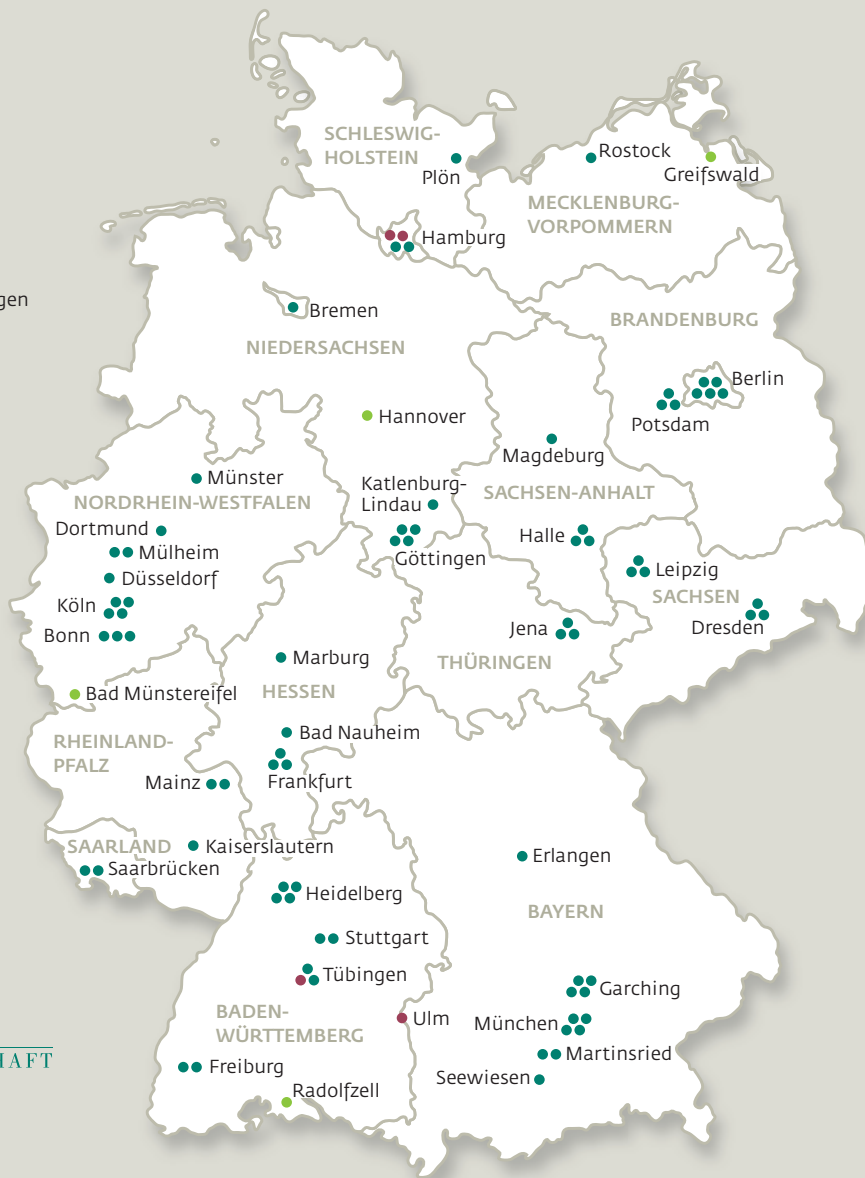 SCHLESWIG-
HOLSTEIN
Plön
Rostock
Greifswald
MECKLENBURG-
VORPOMMERN
Hamburg
gen
Bremen
BRANDENBURG
NIEDERSACHSEN
Berlin
Potsdam
Hannover
Magdeburg
Münster
Katlenburg-
Lindau
SACHSEN-ANHALT
NORDRHEIN-WESTFALEN
Dortmund
Mülheim
Göttingen
Halle
Düsseldorf
Leipzig
SACHSEN
Köln
Bonn
Jena
Dresden
Marburg
THÜRINGEN
HESSEN
Bad Münstereifel
Bad Nauheim
RHEINLAND-
PFALZ
Mainz
Frankfurt
SAARLAND
Kaiserslautern
Saarbrücken
Erlangen
Heidelberg
BAYERN
Stuttgart
Tübingen
Garching
BADEN-
WÜRTTEMBERG
Ulm
München
HAFT
Freiburg
Martinsried
Seewiesen
Radolfzell